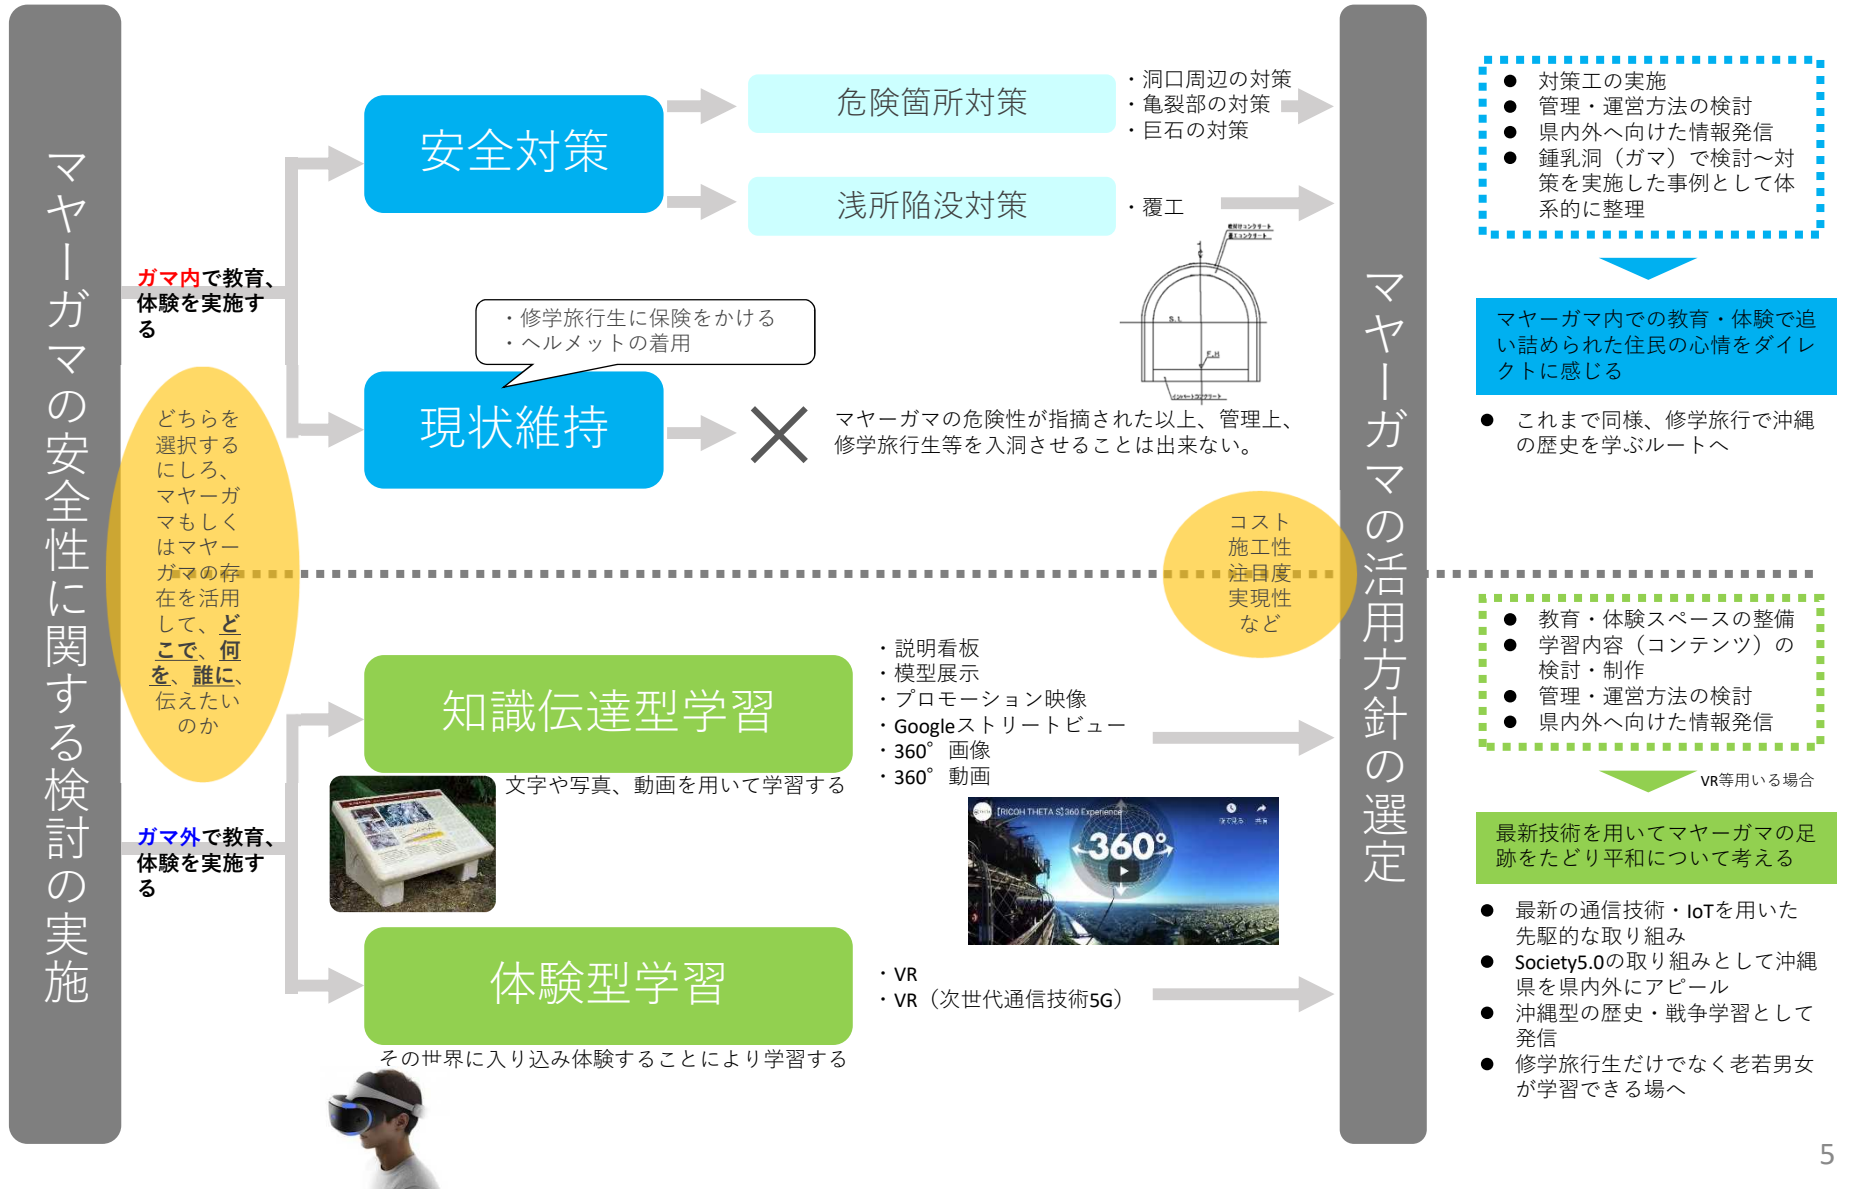 マヤーガマの安全性に関する検討の実施
ガマ内で教育、
体験を実施す
る
どちらを
選択する
にしろ、
マヤーガ
マもしく
はマヤー
ガマの存
在を活用
して、ど
こで、何
を、誰に、
伝えたい
のか
ガマ外で教育、
体験を実施す
る
安全対策
危険箇所対策
・洞口周辺の対策
・亀裂部の対策
・巨石の対策
浅所陥没対策
・覆工
S.L
F.H
インバートコンクリート
・修学旅行生に保険をかける
・ヘルメットの着用
現状維持
マヤーガマの危険性が指摘された以上、管理上、
修学旅行生等を入洞させることは出来ない。
コスト
施工性
注目度
実現性
など
知識伝達型学習
文字や写真、動画を用いて学習する
・説明看板
・模型展示
・プロモーション映像
・Googleストリートビュー
・360°画像
・360°動画
[RICOH THETA S]360 Experience
後で見る
共有
360°
体験型学習
その世界に入り込み体験することにより学習する
・VR
・VR（次世代通信技術5G）
マヤーガマの活用方針の選定
● 対策工の実施
● 管理・運営方法の検討
● 県内外へ向けた情報発信
● 鍾乳洞（ガマ）で検討～対
策を実施した事例として体
系的に整理
マヤーガマ内での教育・体験で追
い詰められた住民の心情をダイレ
クトに感じる
● これまで同様、修学旅行で沖縄
の歴史を学ぶルートへ
● 教育・体験スペースの整備
● 学習内容（コンテンツ）の
検討・制作
● 管理・運営方法の検討
● 県内外へ向けた情報発信
VR等用いる場合
最新技術を用いてマヤーガマの足
跡をたどり平和について考える
● 最新の通信技術・IoTを用いた
先駆的な取り組み
● Society5.0の取り組みとして沖縄
県を県内外にアピール
● 沖縄型の歴史・戦争学習として
発信
● 修学旅行生だけでなく老若男女
が学習できる場へ
5